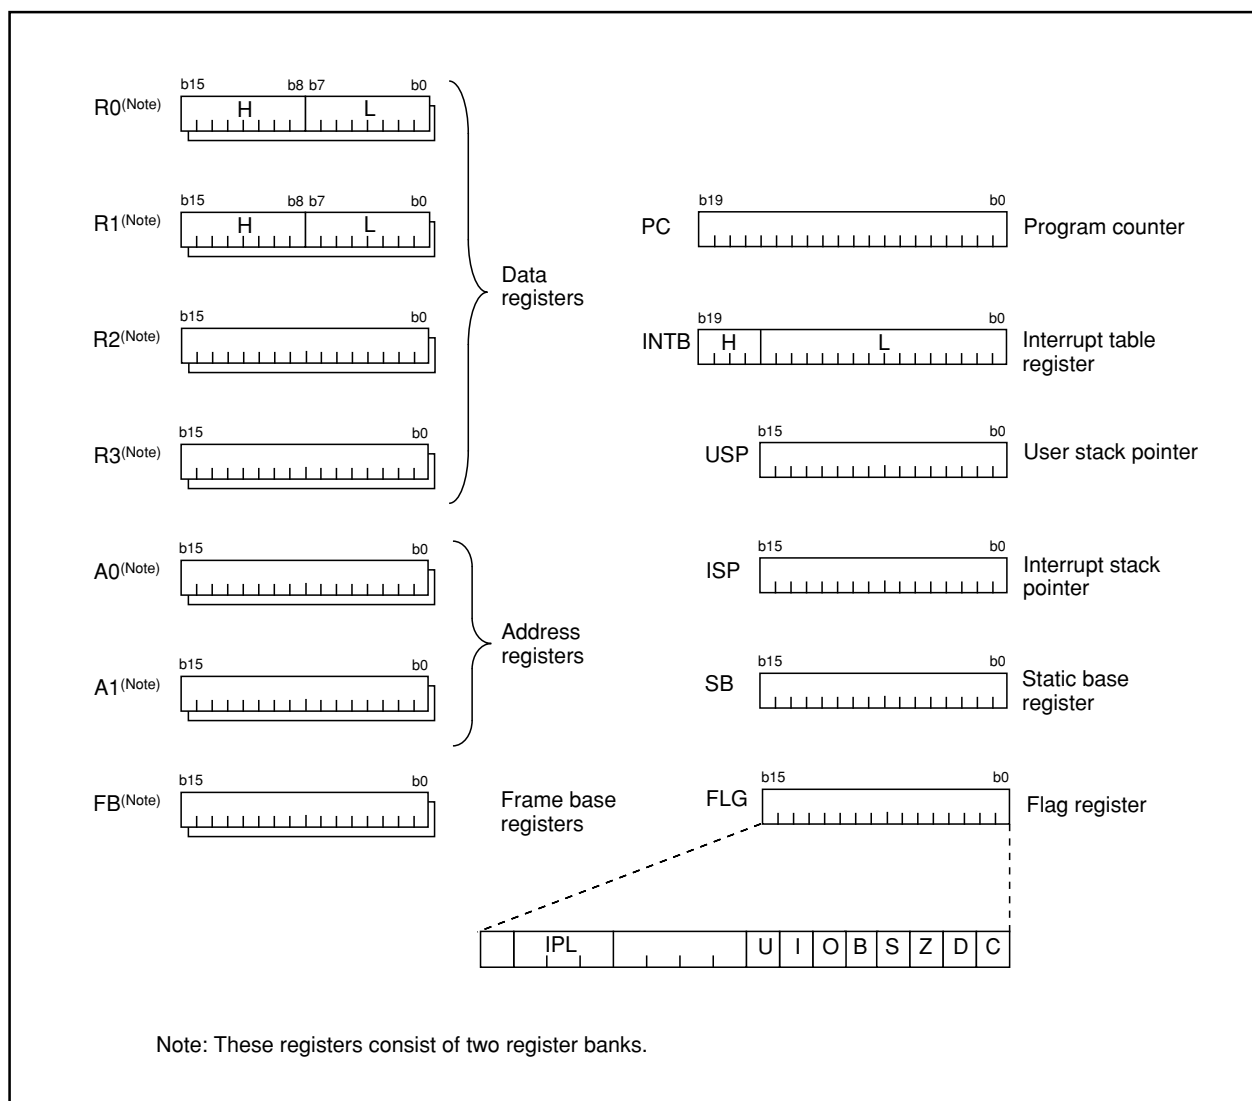 b15 b8 b7 b0
R0(Note) H L
b15 b8 b7 b0
R1(Note) H L
b15 b0
R2(Note)
b15 b0
R3(Note)
Data
registers
b15 b0
A0(Note)
b15 b0
A1(Note)
Address
registers
b15 b0
FB(Note)
Frame base
registers
b19 b0
PC Program counter
b19 b0
INTB H L Interrupt table
register
b15 b0
USP User stack pointer
b15 b0
ISP Interrupt stack
pointer
b15 b0
SB Static base
register
b15 b0
FLG Flag register
IPL U I O B S Z D C
Note: These registers consist of two register banks.